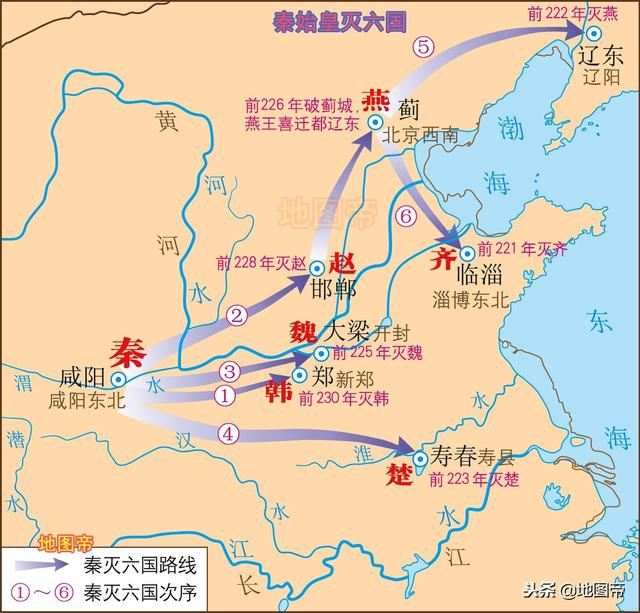 秦始皇灭六国
前222年灭燕
⑤
辽东
辽阳
燕
蓟
前226年破蓟城,
燕王喜迁都辽东
北京西南
渤
海
黄
河
河
水
地图帝
⑥
前228年灭赵
赵
邯郸
齐
前221年灭齐
临淄
淄博东北
②
秦
魏
大梁开封
前225年灭魏
东
海
咸阳
咸阳东北
渭
水
③
①
郑新郑
韩
前230年灭韩
潜
水
汉
水
④
淮
水
寿春寿县
楚
前223年灭楚
长
江
江
地图帝
秦灭六国路线
①~⑥ 秦灭六国次序
头条 @地图帝